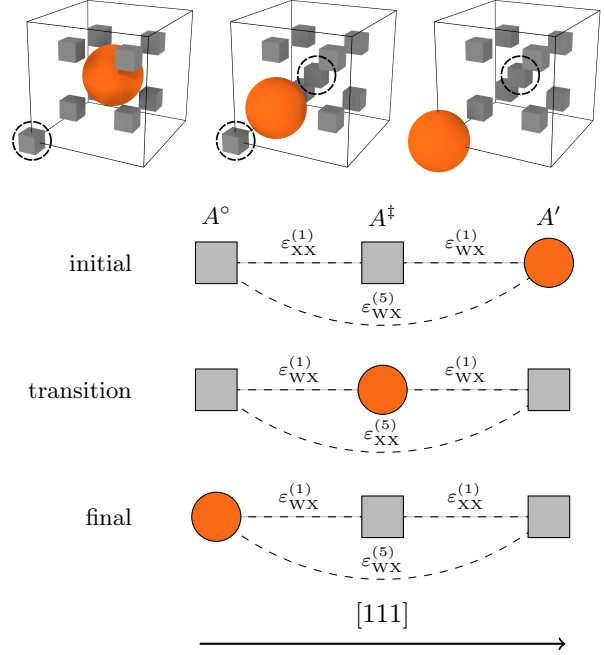 A° A‡ A′
initial ε_XX^(1) ε_WX^(1)
ε_WX^(5)
transition ε_WX^(1) ε_WX^(1)
ε_XX^(5)
final ε_WX^(1) ε_XX^(1)
ε_WX^(5)
[111]